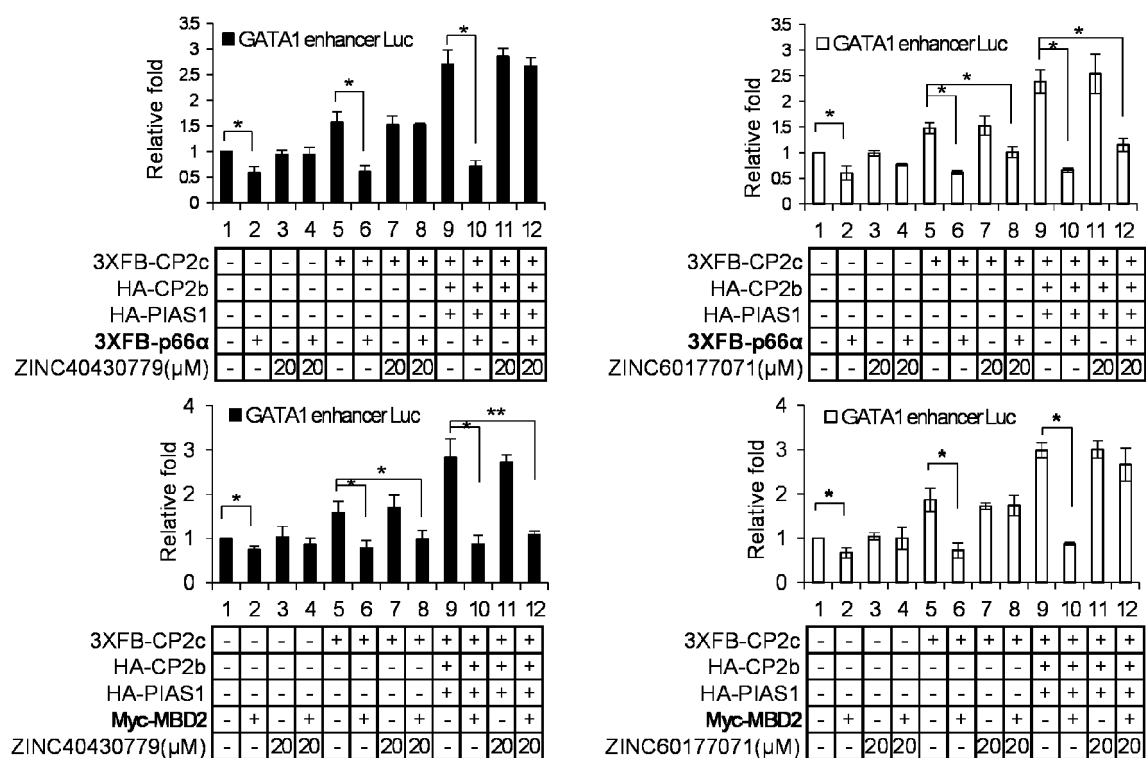 3.5
3
2.5
2
1.5
1
0.5
0
Relative fold
GATA1 enhancer Luc
* * *
1 2 3 4 5 6 7 8 9 10 11 12
3XFB-CP2c - - - - + + + + + + + +
HA-CP2b - - - - - - - - + + + +
HA-PIAS1 - - - - - - - - + + + +
3XFB-p66α - + - + - + - + - + - +
ZINC40430779(μM) - - 20 20 - - 20 20 - - 20 20
3.5
3
2.5
2
1.5
1
0.5
0
Relative fold
GATA1 enhancer Luc
* * * * *
1 2 3 4 5 6 7 8 9 10 11 12
3XFB-CP2c - - - - + + + + + + + +
HA-CP2b - - - - - - - - + + + +
HA-PIAS1 - - - - - - - - + + + +
3XFB-p66α - + - + - + - + - + - +
ZINC60177071(μM) - - 20 20 - - 20 20 - - 20 20
4
3
2
1
0
Relative fold
GATA1 enhancer Luc
* * * * **
1 2 3 4 5 6 7 8 9 10 11 12
3XFB-CP2c - - - - + + + + + + + +
HA-CP2b - - - - - - - - + + + +
HA-PIAS1 - - - - - - - - + + + +
Myc-MBD2 - + - + - + - + - + - +
ZINC40430779(μM) - - 20 20 - - 20 20 - - 20 20
4
3
2
1
0
Relative fold
GATA1 enhancer Luc
* * *
1 2 3 4 5 6 7 8 9 10 11 12
3XFB-CP2c - - - - + + + + + + + +
HA-CP2b - - - - - - - - + + + +
HA-PIAS1 - - - - - - - - + + + +
Myc-MBD2 - + - + - + - + - + - +
ZINC60177071(μM) - - 20 20 - - 20 20 - - 20 20